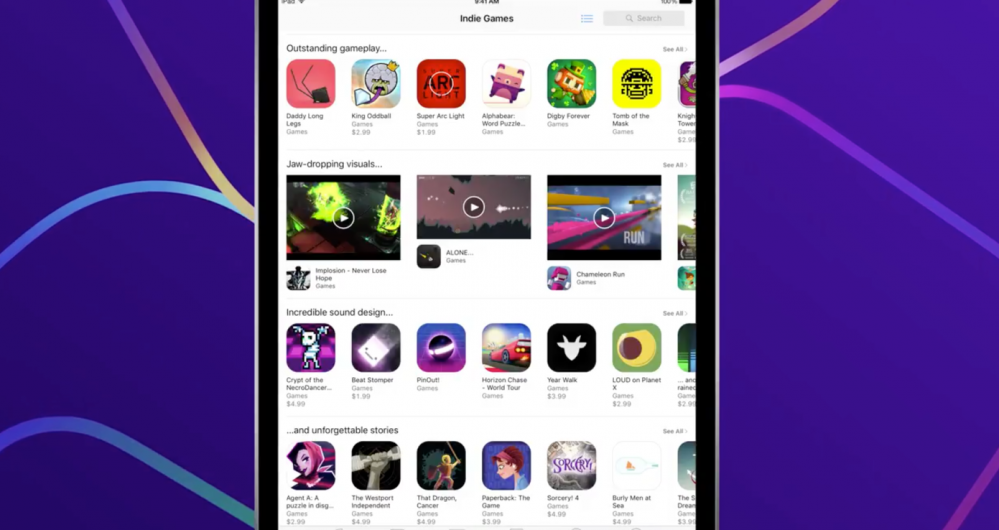 iPad
9:41 AM
100%
Indie Games
Search
Outstanding gameplay...
See All >
Daddy Long
Legs
Games
King Oddball
Games
$2.99
SUPER
ARC
LIGHT
Super Arc Light
Games
$1.99
Alphabear:
Word Puzzle...
Games
Digby Forever
Games
Tomb of the
Mask
Games
Knigh
Tower
Games
$2.99
Jaw-dropping visuals...
See All >
Implosion - Never Lose
Hope
Games
ALONE...
Games
RUN
Chameleon Run
Games
Incredible sound design...
See All >
Crypt of the
NecroDancer...
Games
$4.99
Beat Stomper
Games
$1.99
PinOut!
Games
Horizon Chase
- World Tour
Games
Year Walk
Games
$3.99
LOUD on Planet
X
Games
$2.99
... and
rained
Games
$2.99
...and unforgettable stories
See All >
Agent A: A
puzzle in disg...
Games
$2.99
The Westport
Independent
Games
$4.99
That Dragon,
Cancer
Games
$4.99
Paperback: The
Game
Games
$3.99
SORCERY!
Sorcery! 4
Games
$4.99
Burly Men at
Sea
Games
$4.99
The S
Dream
Games
$4.99